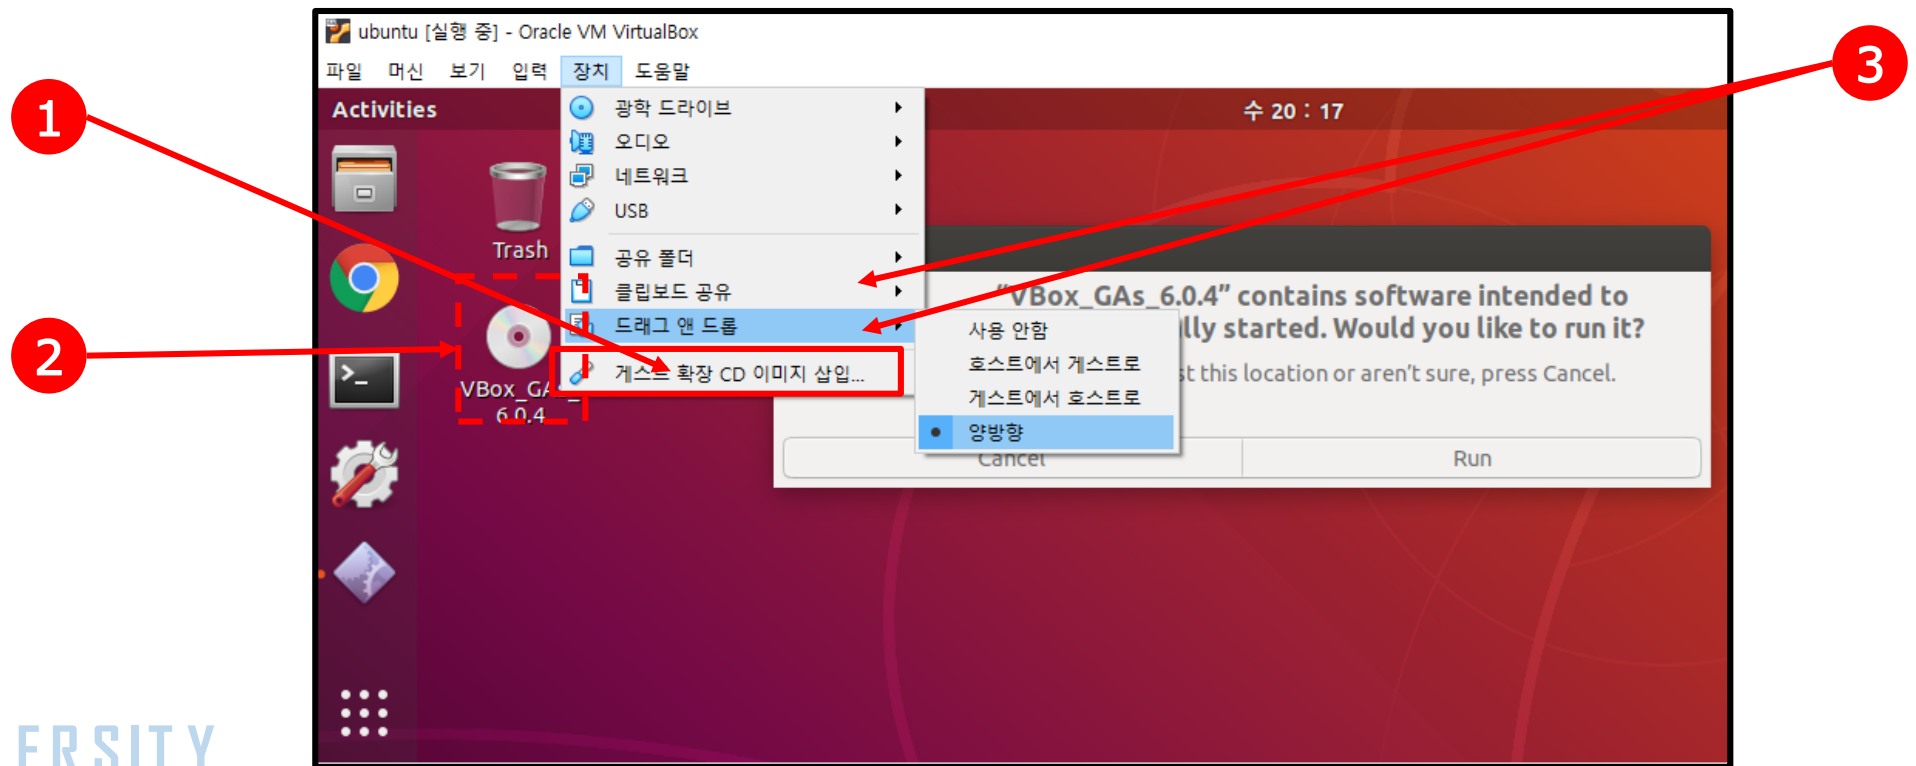 ubuntu [실행 중] - Oracle VM VirtualBox
파일 머신 보기 입력 장치 도움말
Activities
수 20 : 17
1
2
3
Trash
VBox_GAs_
6.0.4
광학 드라이브
오디오
네트워크
USB
공유 폴더
클립보드 공유
드래그 앤 드롭
게스트 확장 CD 이미지 삽입...
사용 안함
호스트에서 게스트로
게스트에서 호스트로
양방향
"VBox_GAs_6.0.4" contains software intended to
started. Would you like to run it?
this location or aren't sure, press Cancel.
Cancel
Run